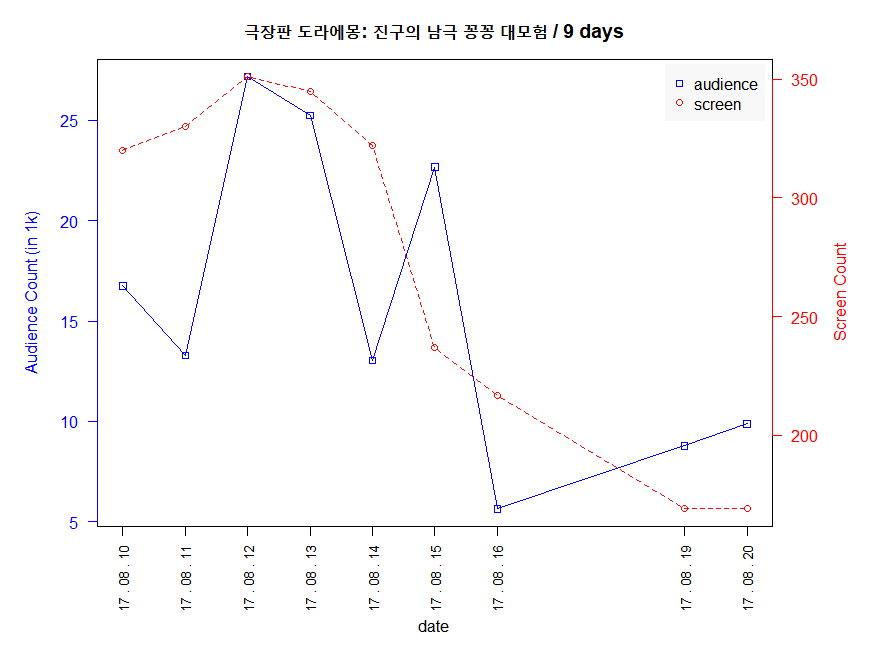 극장판 도라에몽: 진구의 남극 꽁꽁 대모험 / 9 days
audience
screen
Audience Count (in 1k)
25
20
15
10
5
350
300
250
200
Screen Count
17 . 08 . 10
17 . 08 . 11
17 . 08 . 12
17 . 08 . 13
17 . 08 . 14
17 . 08 . 15
17 . 08 . 16
17 . 08 . 19
17 . 08 . 20
date